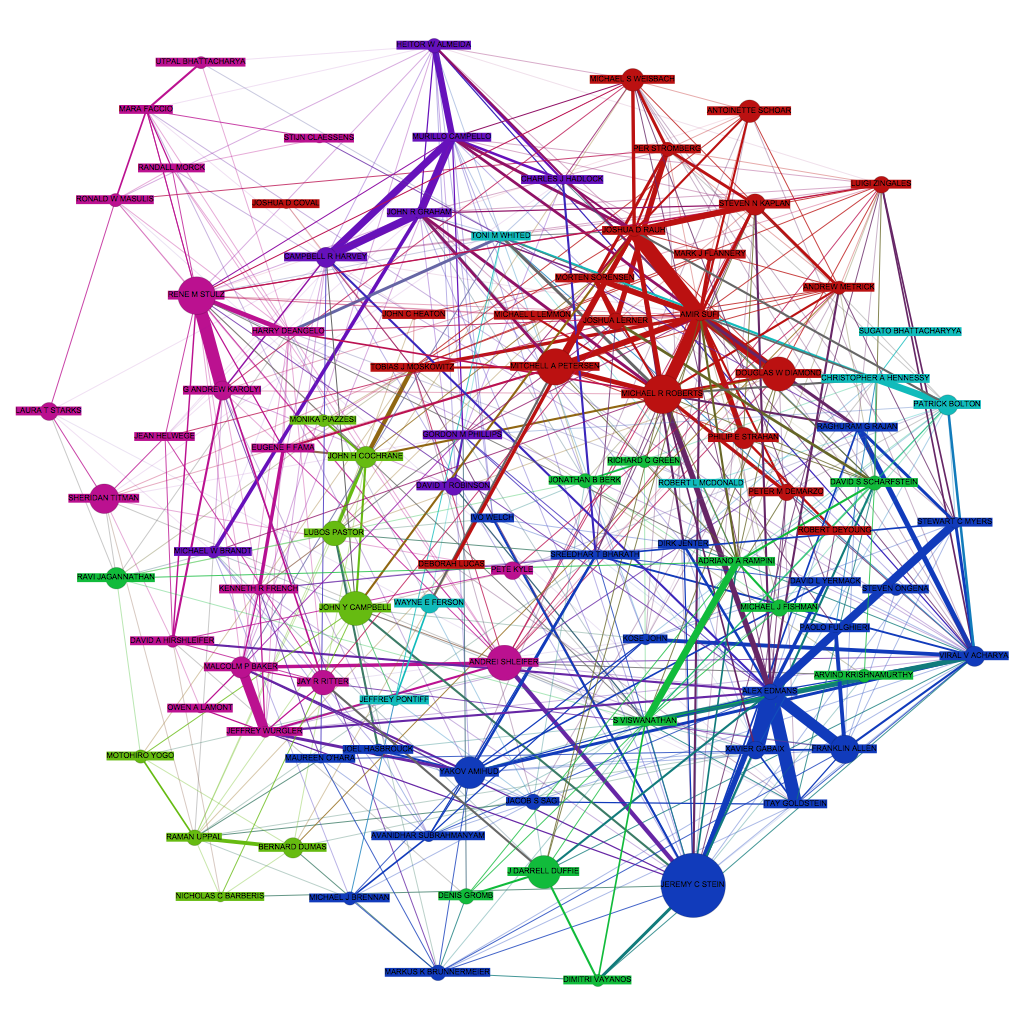 HEITOR W ALMEIDA
UTPAL BHATTACHARYA
MICHAEL S WEISBACH
MARA FACCIO
ANTOINETTE SCHOAR
STIJN CLAESSENS
MURILLO CAMPELLO
PER STROMBERG
RANDALL MORCK
CHARLES J HADLOCK
LUIGI ZINGALES
RONALD W MASULIS
JOSHUA D COVAL
STEVEN N KAPLAN
JOHN R GRAHAM
TONI M WHITED
JOSHUA D RAUH
CAMPBELL R HARVEY
MARK J FLANNERY
MORTEN SORENSEN
ANDREW METRICK
RENE M STULZ
JOHN C HEATON
MICHAEL L LEMMON
JOSHUA LERNER
AMIR SUFI
HARRY DEANGELO
SUGATO BHATTACHARYYA
TOBIAS J MOSKOWITZ
MITCHELL A PETERSEN
DOUGLAS W DIAMOND
CHRISTOPHER A HENNESSY
G ANDREW KAROLYI
MICHAEL R ROBERTS
PATRICK BOLTON
LAURA T STARKS
MONIKA PIAZZESI
RAGHURAM G RAJAN
JEAN HELWEGE
GORDON M PHILLIPS
PHILIP E STRAHAN
EUGENE F FAMA
JOHN H COCHRANE
RICHARD C GREEN
JONATHAN B BERK
ROBERT L MCDONALD
DAVID S SCHARFSTEIN
DAVID T ROBINSON
PETER M DEMARZO
SHERIDAN TITMAN
IVO WELCH
STEWART C MYERS
LUBOS PASTOR
ROBERT DEYOUNG
MICHAEL W BRANDT
SREEDHAR T BHARATH
DIRK JENTER
DEBORAH LUCAS
PETE KYLE
ADRIANO A RAMPINI
RAVI JAGANNATHAN
DAVID L YERMACK
KENNETH R FRENCH
STEVEN ONGENA
WAYNE E FERSON
JOHN Y CAMPBELL
MICHAEL J FISHMAN
PAOLO FULGHIERI
DAVID A HIRSHLEIFER
KOSE JOHN
VIRAL V ACHARYA
MALCOLM P BAKER
ANDREI SHLEIFER
ARVIND KRISHNAMURTHY
JAY R RITTER
ALEX EDMANS
JEFFREY PONTIFF
OWEN A LAMONT
S VISWANATHAN
JEFFREY WURGLER
JOEL HASBROUCK
XAVIER GABAIX
FRANKLIN ALLEN
MOTOHIRO YOGO
MAUREEN O'HARA
YAKOV AMIHUD
JACOB S SAGI
ITAY GOLDSTEIN
RAMAN UPPAL
AVANIDHAR SUBRAHMANYAM
BERNARD DUMAS
J DARRELL DUFFIE
JEREMY C STEIN
NICHOLAS C BARBERIS
MICHAEL J BRENNAN
DENIS GROMB
MARKUS K BRUNNERMEIER
DIMITRI VAYANOS